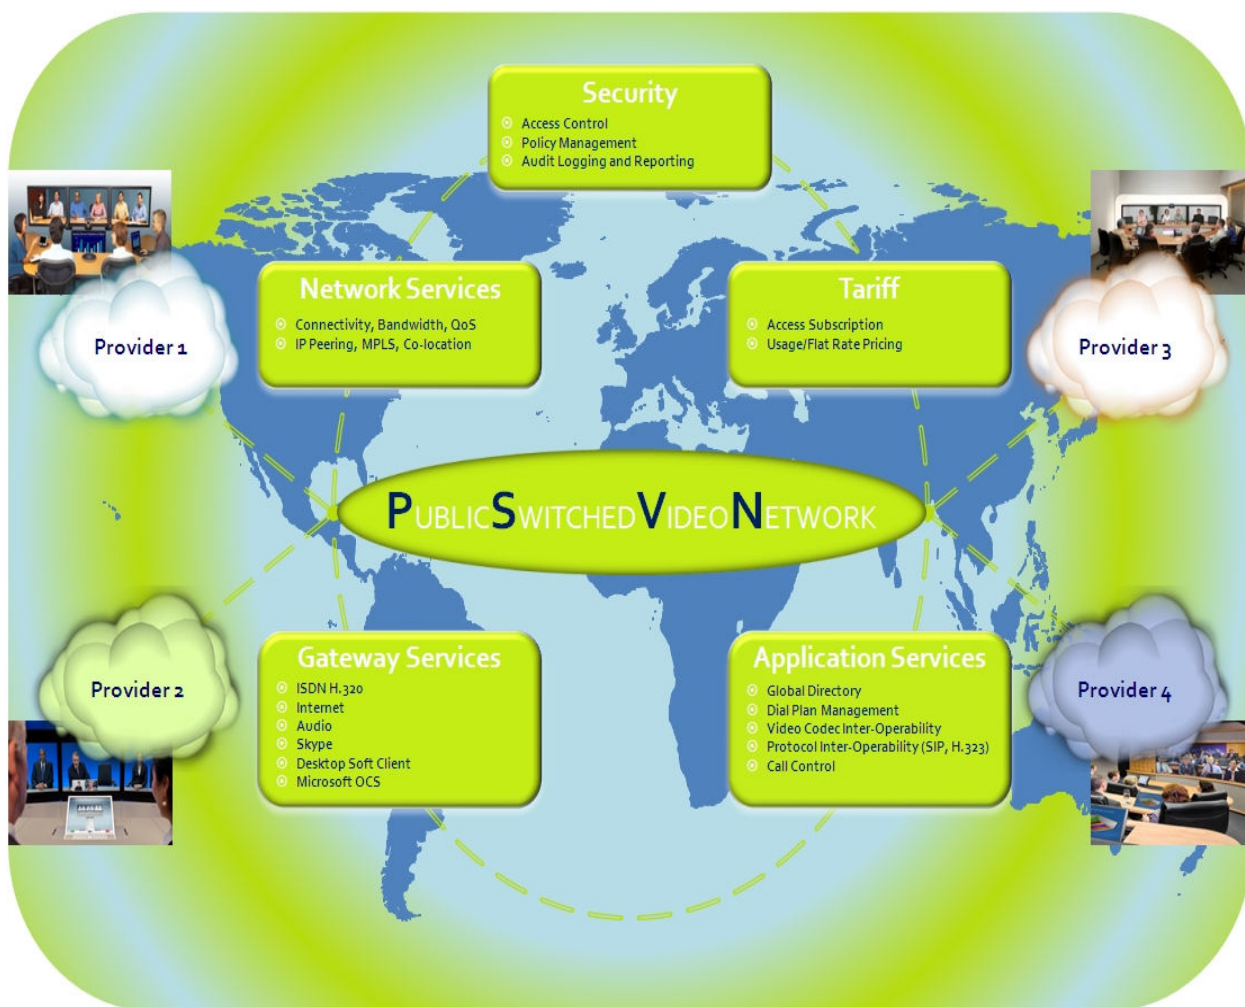 Security
Access Control
Policy Management
Audit Logging and Reporting
Network Services
Connectivity, Bandwidth, QoS
IP Peering, MPLS, Co-location
Tariff
Access Subscription
Usage/Flat Rate Pricing
Provider 1
Provider 3
PUBLICSWITCHEDVIDEONETWORK
Provider 2
Gateway Services
ISDN H.320
Internet
Audio
Skype
Desktop Soft Client
Microsoft OCS
Application Services
Global Directory
Dial Plan Management
Video Codec Inter-Operability
Protocol Inter-Operability (SIP, H.323)
Call Control
Provider 4